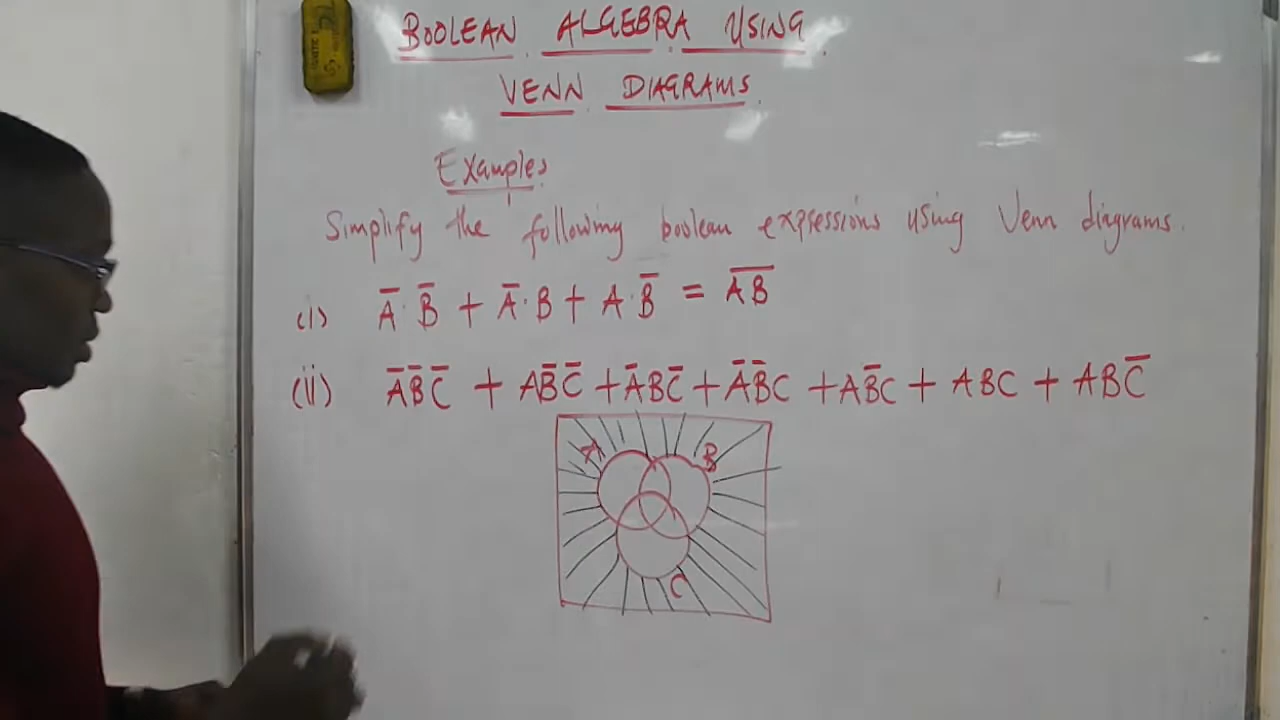 BOOLEAN ALGEBRA USING
VENN DIAGRAMS.
Examples.
Simplify the following boolean expressions using Venn diagrams.
(i) A̅·B̅ + A̅·B + A·B̅ = A̅B̅
(ii) A̅B̅C̅ + AB̅C̅ + A̅BC̅ + A̅B̅C + AB̅C + ABC + ABC̅
A B
C